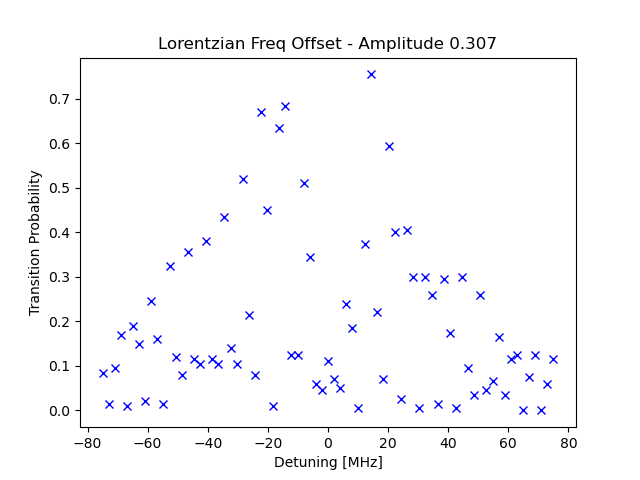 Lorentzian Freq Offset - Amplitude 0.307
Transition Probability
0.7
0.6
0.5
0.4
0.3
0.2
0.1
0.0
−80 −60 −40 −20 0 20 40 60 80
Detuning [MHz]